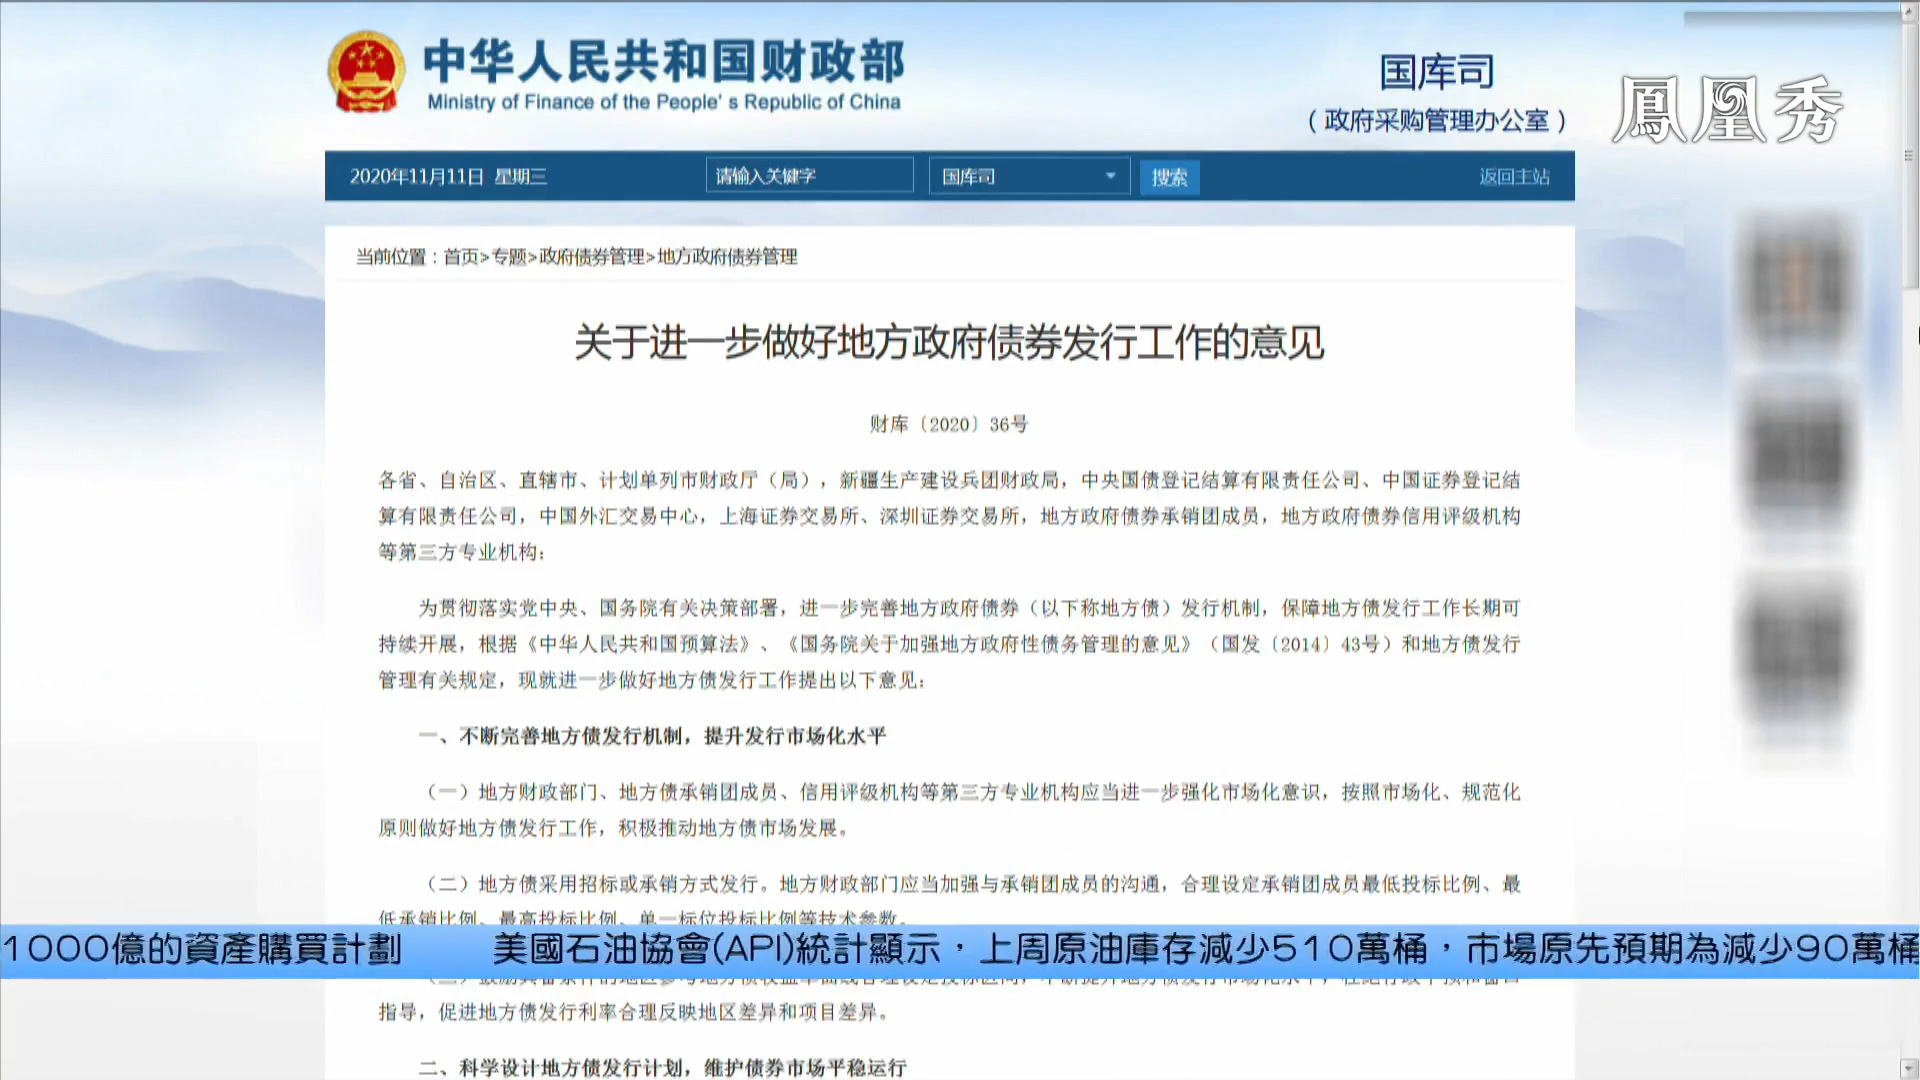 中华人民共和国财政部
Ministry of Finance of the People's Republic of China
国库司
（政府采购管理办公室）
鳳凰秀
2020年11月11日 星期三
请输入关键字
国库司
搜索
返回主站
当前位置：首页>专题>政府债券管理>地方政府债券管理
关于进一步做好地方政府债券发行工作的意见
财库〔2020〕36号
各省、自治区、直辖市、计划单列市财政厅（局），新疆生产建设兵团财政局，中央国债登记结算有限责任公司、中国证券登记结
算有限责任公司，中国外汇交易中心，上海证券交易所、深圳证券交易所，地方政府债券承销团成员，地方政府债券信用评级机构
等第三方专业机构：
为贯彻落实党中央、国务院有关决策部署，进一步完善地方政府债券（以下称地方债）发行机制，保障地方债发行工作长期可
持续开展，根据《中华人民共和国预算法》、《国务院关于加强地方政府性债务管理的意见》（国发〔2014〕43号）和地方债发行
管理有关规定，现就进一步做好地方债发行工作提出以下意见：
一、不断完善地方债发行机制，提升发行市场化水平
（一）地方财政部门、地方债承销团成员、信用评级机构等第三方专业机构应当进一步强化市场化意识，按照市场化、规范化
原则做好地方债发行工作，积极推动地方债市场发展。
（二）地方债采用招标或承销方式发行。地方财政部门应当加强与承销团成员的沟通，合理设定承销团成员最低投标比例、最
低承销比例、最高投标比例、单一标位投标比例等技术参数。
1000億的資產購買計劃 美國石油協會(API)統計顯示，上周原油庫存減少510萬桶，市場原先預期為減少90萬桶
指导，促进地方债发行利率合理反映地区差异和项目差异。
二、科学设计地方债发行计划，维护债券市场平稳运行